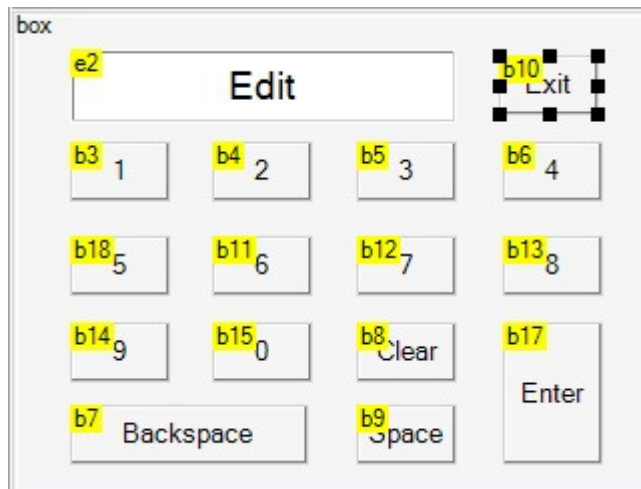 box
e2 Edit b10 Exit
b3 1 b4 2 b5 3 b6 4
b18 5 b11 6 b12 7 b13 8
b14 9 b15 0 b8 Clear b17 Enter
b7 Backspace b9 Space